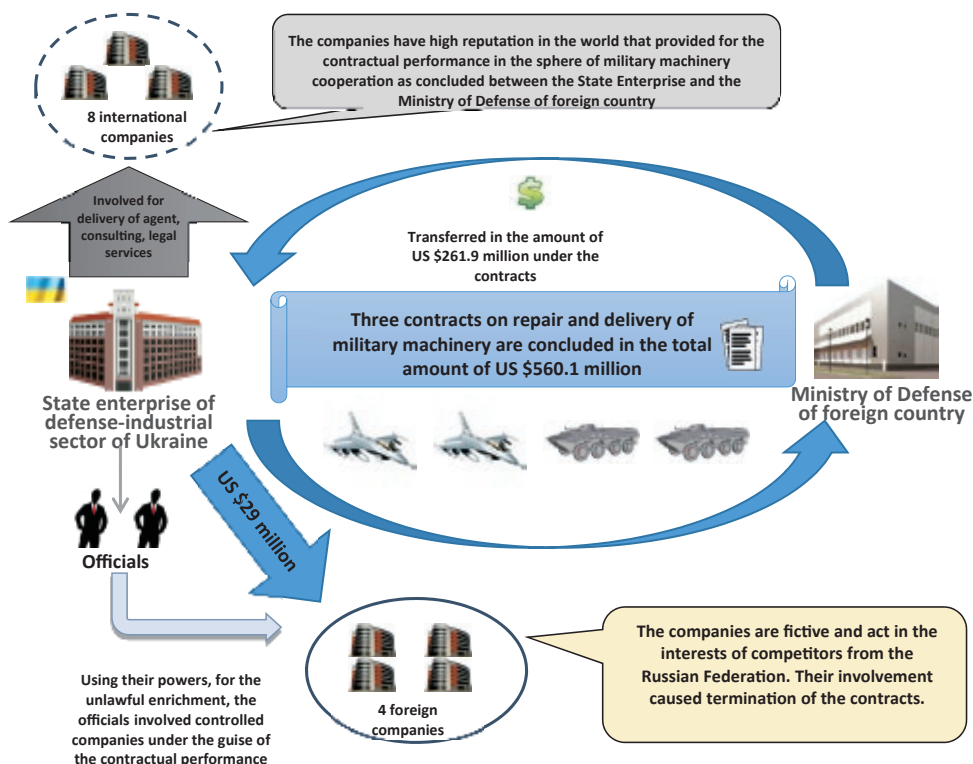 The companies have high reputation in the world that provided for the
contractual performance in the sphere of military machinery
cooperation as concluded between the State Enterprise and the
Ministry of Defense of foreign country
8 international
companies
Involved for
delivery of agent,
consulting, legal
services
$
Transferred in the amount of
US $261.9 million under the
contracts
Three contracts on repair and delivery of
military machinery are concluded in the total
amount of US $560.1 million
State enterprise of
defense-industrial
sector of Ukraine
Ministry of Defense
of foreign country
US $29 million
Officials
The companies are fictive and act in the
interests of competitors from the
Russian Federation. Their involvement
caused termination of the contracts.
4 foreign
companies
Using their powers, for the
unlawful enrichment, the
officials involved controlled
companies under the guise of
the contractual performance